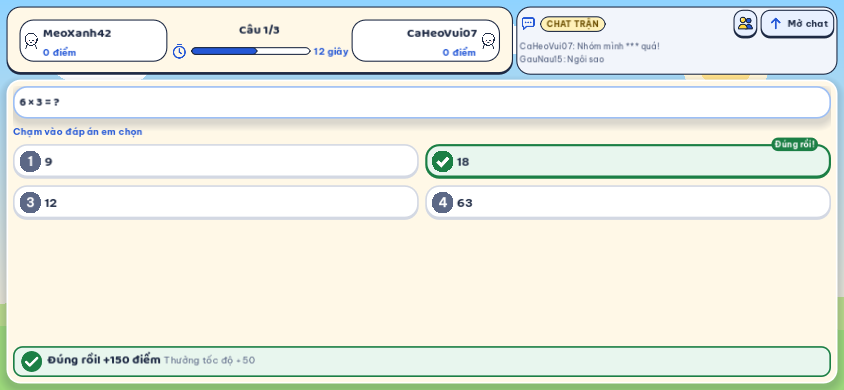 MeoXanh42
0 điểm
Câu 1/3
12 giây
CaHeoVui07
0 điểm
CHAT TRẬN
Mở chat
CaHeoVui07: Nhóm mình *** quá!
GauNau15: Ngôi sao
6 × 3 = ?
Chạm vào đáp án em chọn
1 9
18
Đúng rồi!
3 12
4 63
Đúng rồi! +150 điểm Thưởng tốc độ +50